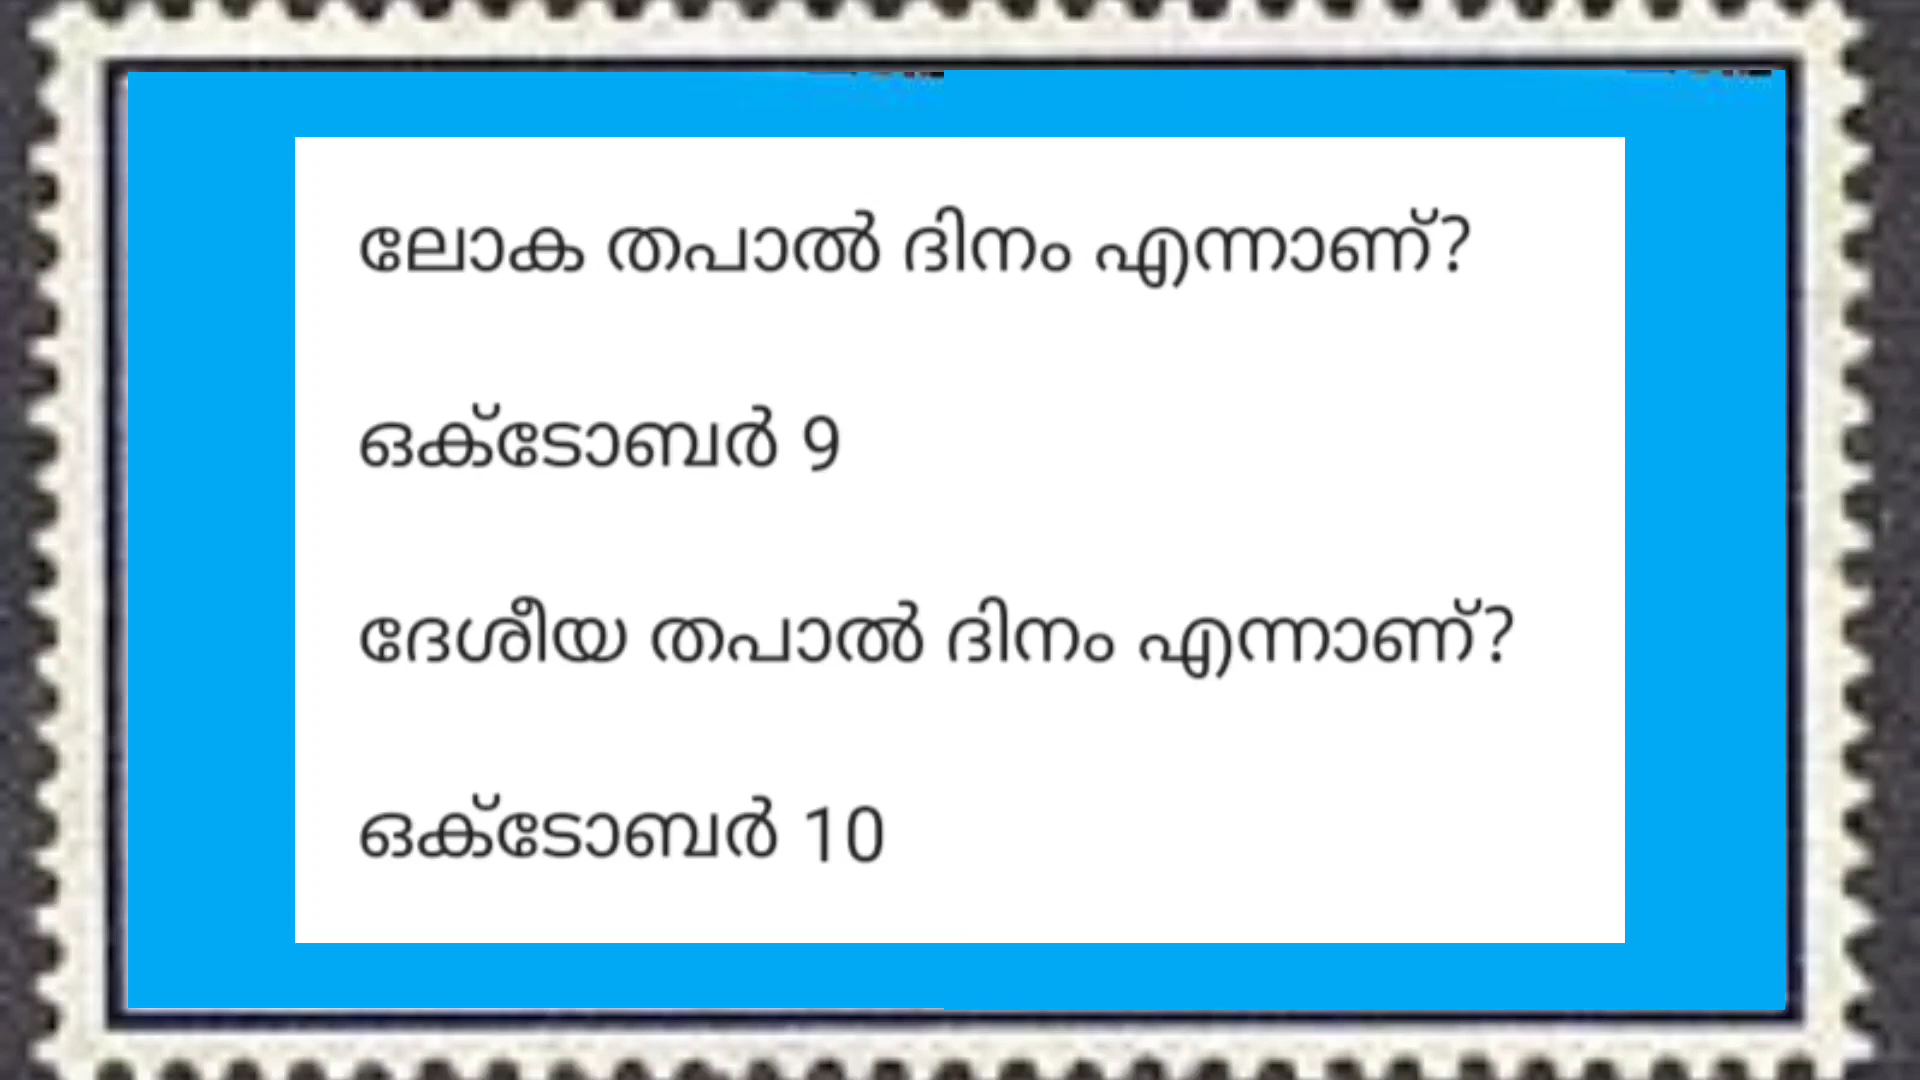 ലോക തപാൽ ദിനം എന്നാണ്?
ഒക്ടോബർ 9
ദേശീയ തപാൽ ദിനം എന്നാണ്?
ഒക്ടോബർ 10